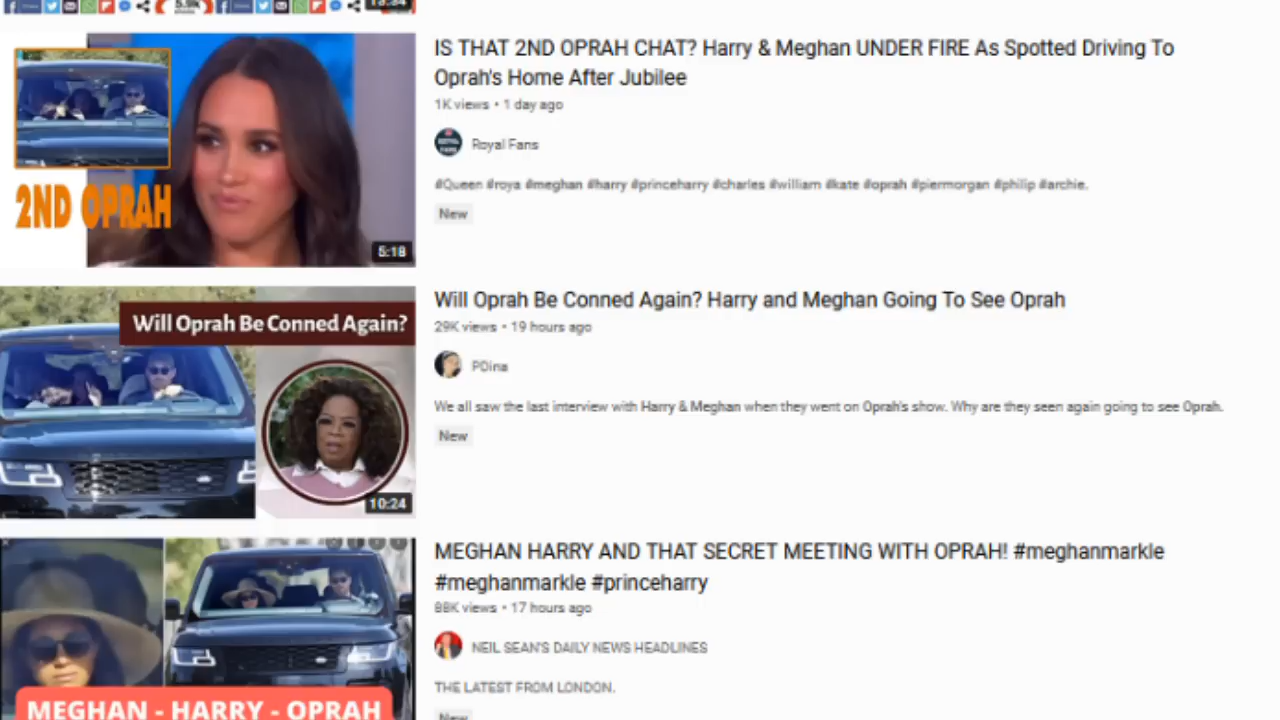 5.9K
13:34
IS THAT 2ND OPRAH CHAT? Harry & Meghan UNDER FIRE As Spotted Driving To
Oprah's Home After Jubilee
1K views • 1 day ago
Royal Fans
#Queen #roya #meghan #harry #princeharry #charles #william #kate #oprah #piermorgan #philip #archie.
New
2ND OPRAH
5:18
Will Oprah Be Conned Again? Harry and Meghan Going To See Oprah
29K views • 19 hours ago
PDina
We all saw the last interview with Harry & Meghan when they went on Oprah's show. Why are they seen again going to see Oprah.
New
Will Oprah Be Conned Again?
10:24
MEGHAN HARRY AND THAT SECRET MEETING WITH OPRAH! #meghanmarkle
#meghanmarkle #princeharry
88K views • 17 hours ago
NEIL SEAN'S DAILY NEWS HEADLINES
THE LATEST FROM LONDON.
New
MEGHAN - HARRY - OPRAH